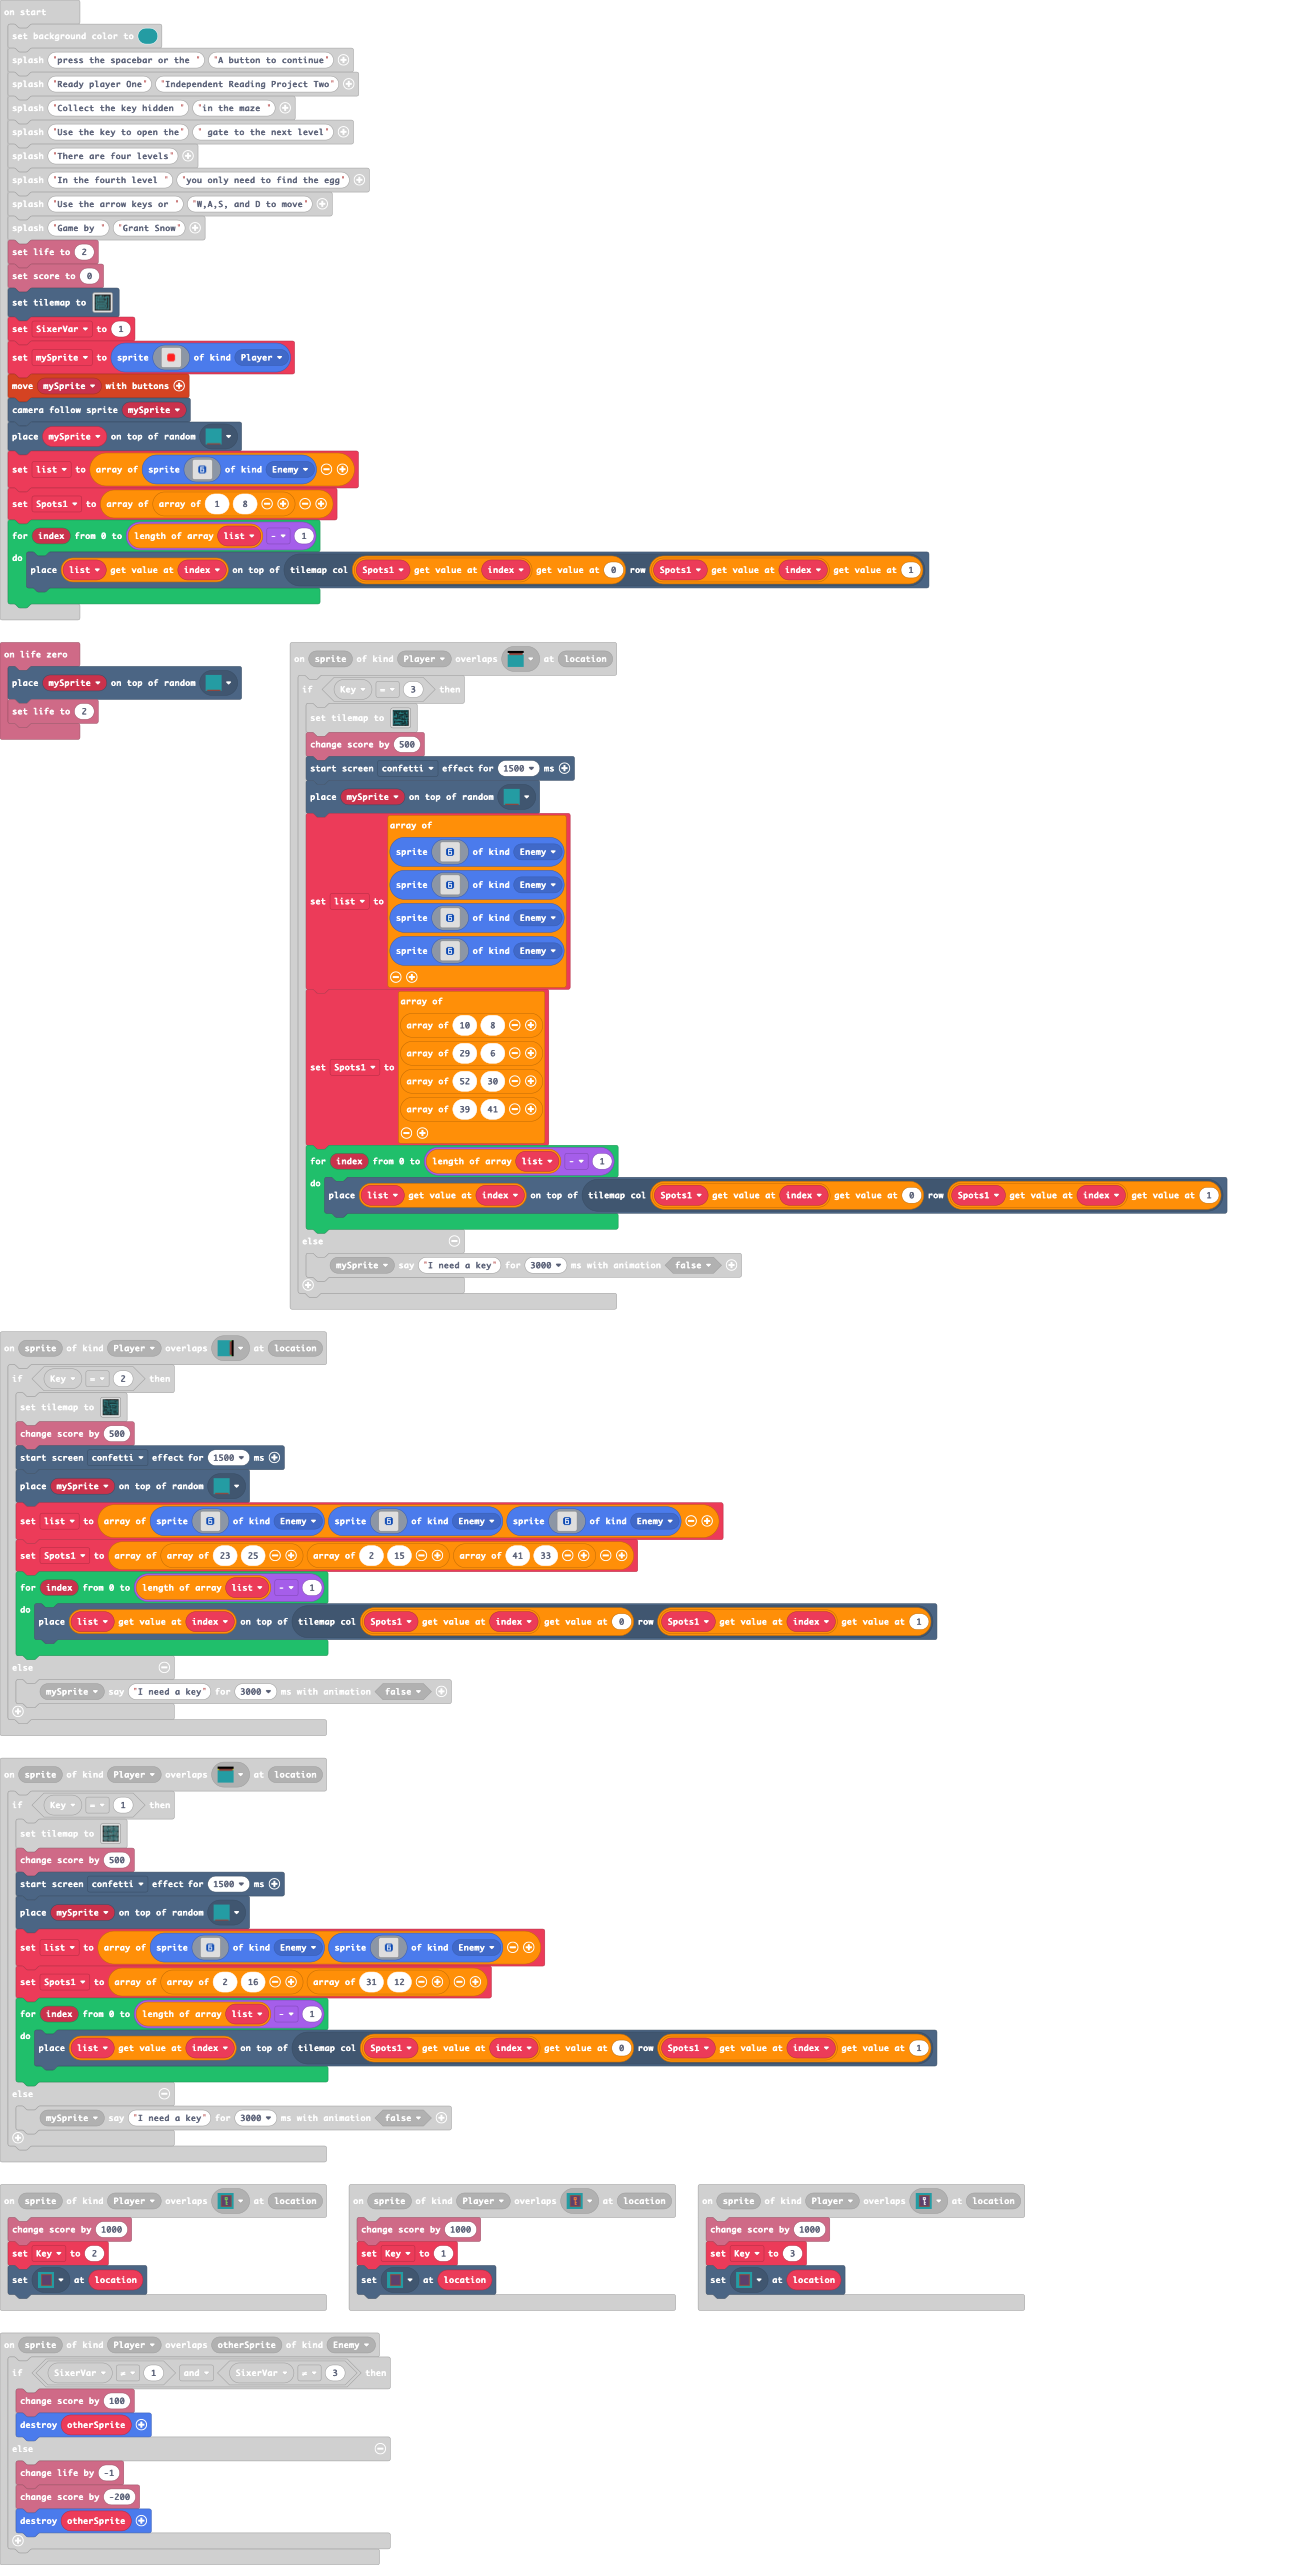 on start
set background color to
splash "press the spacebar or the " "A button to continue"
splash "Ready player One" "Independent Reading Project Two"
splash "Collect the key hidden " "in the maze "
splash "Use the key to open the" " gate to the next level"
splash "There are four levels"
splash "In the fourth level " "you only need to find the egg"
splash "Use the arrow keys or " "W,A,S, and D to move"
splash "Game by " "Grant Snow"
set life to 2
set score to 0
set tilemap to
set SixerVar to 1
set mySprite to sprite of kind Player
move mySprite with buttons
camera follow sprite mySprite
place mySprite on top of random
set list to array of sprite of kind Enemy
set Spots1 to array of array of 1 8
for index from 0 to length of array list - 1
do
place list get value at index on top of tilemap col Spots1 get value at index get value at 0 row Spots1 get value at index get value at 1
on life zero
place mySprite on top of random
set life to 2
on sprite of kind Player overlaps at location
if Key = 3 then
set tilemap to
change score by 500
start screen confetti effect for 1500 ms
place mySprite on top of random
array of
sprite of kind Enemy
sprite of kind Enemy
set list to
sprite of kind Enemy
sprite of kind Enemy
array of
array of 10 8
array of 29 6
set Spots1 to
array of 52 30
array of 39 41
for index from 0 to length of array list - 1
do
place list get value at index on top of tilemap col Spots1 get value at index get value at 0 row Spots1 get value at index get value at 1
else
mySprite say "I need a key" for 3000 ms with animation false
on sprite of kind Player overlaps at location
if Key = 2 then
set tilemap to
change score by 500
start screen confetti effect for 1500 ms
place mySprite on top of random
set list to array of sprite of kind Enemy sprite of kind Enemy sprite of kind Enemy
set Spots1 to array of array of 23 25 array of 2 15 array of 41 33
for index from 0 to length of array list - 1
do
place list get value at index on top of tilemap col Spots1 get value at index get value at 0 row Spots1 get value at index get value at 1
else
mySprite say "I need a key" for 3000 ms with animation false
on sprite of kind Player overlaps at location
if Key = 1 then
set tilemap to
change score by 500
start screen confetti effect for 1500 ms
place mySprite on top of random
set list to array of sprite of kind Enemy sprite of kind Enemy
set Spots1 to array of array of 2 16 array of 31 12
for index from 0 to length of array list - 1
do
place list get value at index on top of tilemap col Spots1 get value at index get value at 0 row Spots1 get value at index get value at 1
else
mySprite say "I need a key" for 3000 ms with animation false
on sprite of kind Player overlaps at location
change score by 1000
set Key to 2
set at location
on sprite of kind Player overlaps at location
change score by 1000
set Key to 1
set at location
on sprite of kind Player overlaps at location
change score by 1000
set Key to 3
set at location
on sprite of kind Player overlaps otherSprite of kind Enemy
if SixerVar ≠ 1 and SixerVar ≠ 3 then
change score by 100
destroy otherSprite
else
change life by -1
change score by -200
destroy otherSprite